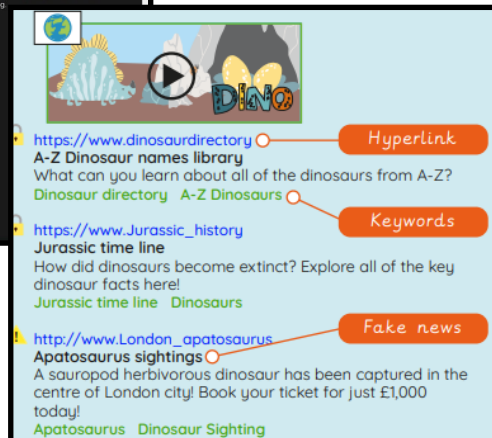 g.
DINO
https://www.dinosaurdirectory
Hyperlink
A-Z Dinosaur names library
What can you learn about all of the dinosaurs from A-Z?
Dinosaur directory A-Z Dinosaurs
Keywords
https://www.Jurassic_history
Jurassic time line
How did dinosaurs become extinct? Explore all of the key
dinosaur facts here!
Jurassic time line Dinosaurs
Fake news
http://www.London_apatosaurus
Apatosaurus sightings
A sauropod herbivorous dinosaur has been captured in the
centre of London city! Book your ticket for just £1,000
today!
Apatosaurus Dinosaur Sighting